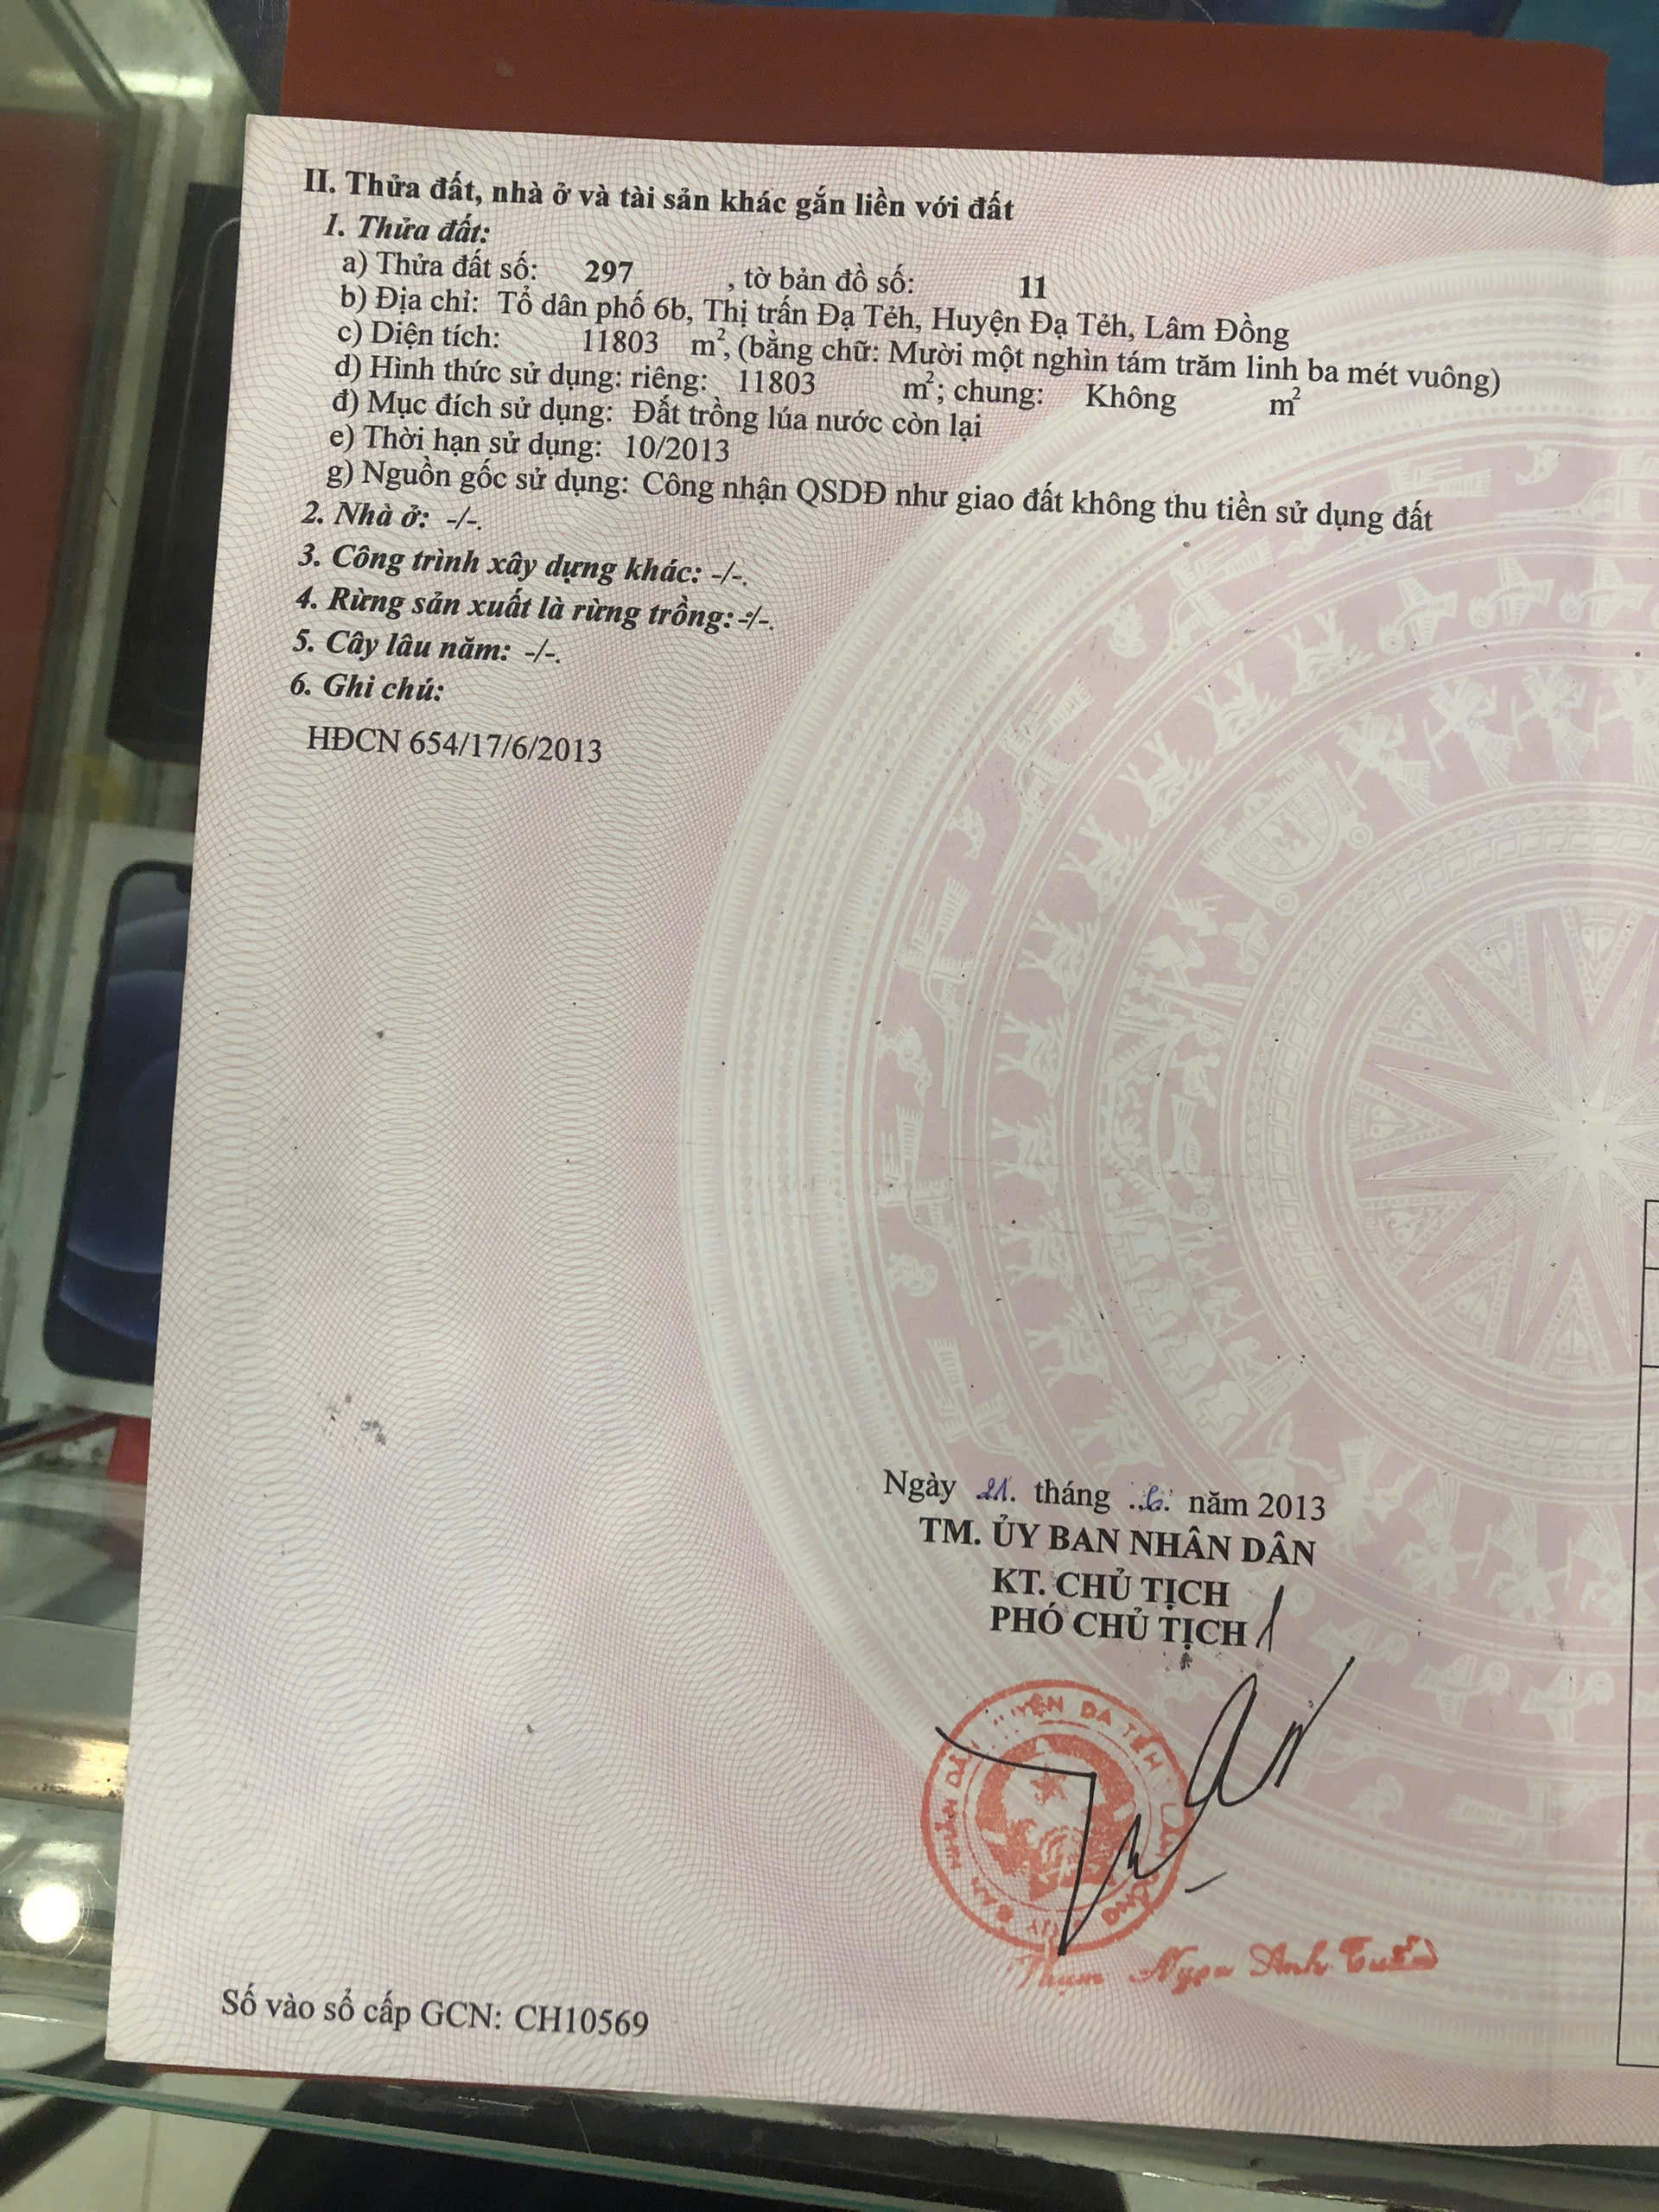 II. Thửa đất, nhà ở và tài sản khác gắn liền với đất
1. Thửa đất:
a) Thửa đất số: 297 , tờ bản đồ số: 11
b) Địa chỉ: Tổ dân phố 6b, Thị trấn Đạ Tẻh, Huyện Đạ Tẻh, Lâm Đồng
c) Diện tích: 11803 m², (bằng chữ: Mười một nghìn tám trăm linh ba mét vuông)
d) Hình thức sử dụng: riêng: 11803 m²; chung: Không m²
đ) Mục đích sử dụng: Đất trồng lúa nước còn lại
e) Thời hạn sử dụng: 10/2013
g) Nguồn gốc sử dụng: Công nhận QSDĐ như giao đất không thu tiền sử dụng đất
2. Nhà ở: -/-.
3. Công trình xây dựng khác: -/-.
4. Rừng sản xuất là rừng trồng: -/-.
5. Cây lâu năm: -/-.
6. Ghi chú:
HĐCN 654/17/6/2013
Ngày 21. tháng ..6. năm 2013
TM. ỦY BAN NHÂN DÂN
KT. CHỦ TỊCH
PHÓ CHỦ TỊCH
Anh Tuấn
Số vào sổ cấp GCN: CH10569